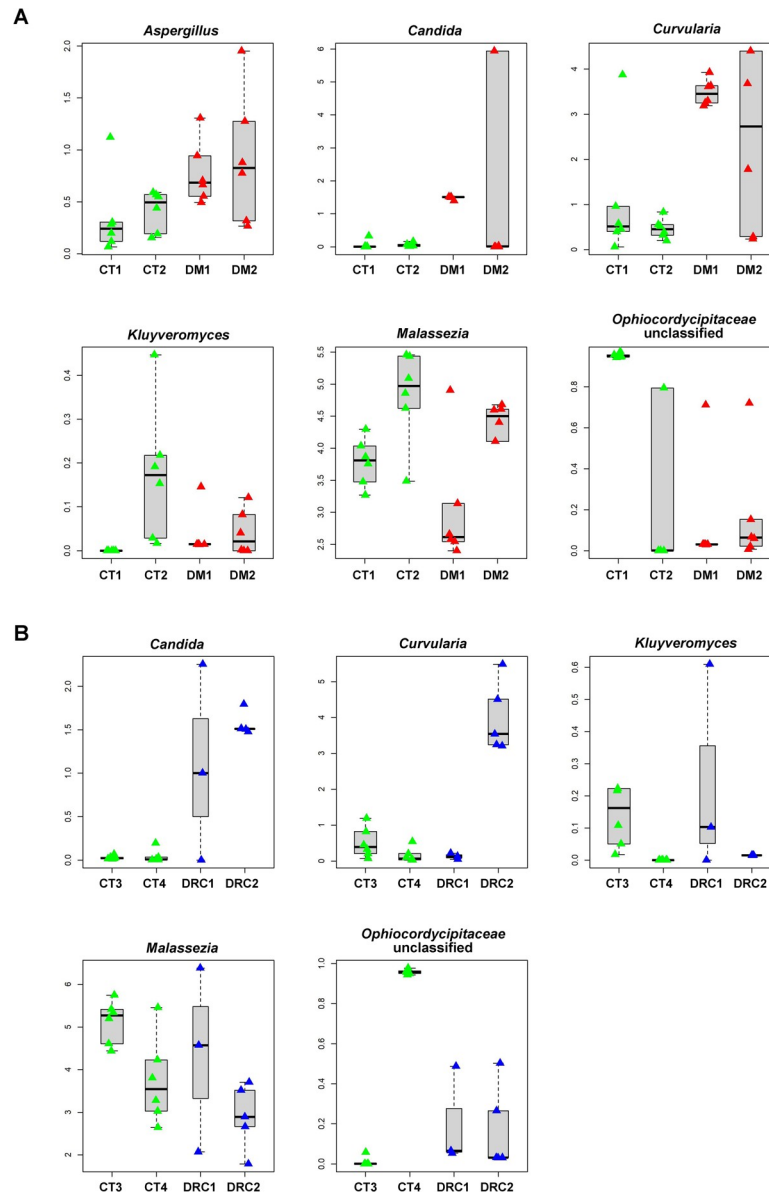 A
Aspergillus
Candida
Curvularia
2.0
1.5
1.0
0.5
0.0
CT1 CT2 DM1 DM2
6
5
4
3
2
1
0
CT1 CT2 DM1 DM2
4
3
2
1
0
CT1 CT2 DM1 DM2
Kluyveromyces
Malassezia
Ophiocordycipitaceae
unclassified
0.4
0.3
0.2
0.1
0.0
CT1 CT2 DM1 DM2
5.5
5.0
4.5
4.0
3.5
3.0
2.5
CT1 CT2 DM1 DM2
0.8
0.6
0.4
0.2
0.0
CT1 CT2 DM1 DM2
B
Candida
Curvularia
Kluyveromyces
2.0
1.5
1.0
0.5
0.0
CT3 CT4 DRC1 DRC2
5
4
3
2
1
0
CT3 CT4 DRC1 DRC2
0.6
0.5
0.4
0.3
0.2
0.1
0.0
CT3 CT4 DRC1 DRC2
Malassezia
Ophiocordycipitaceae
unclassified
6
5
4
3
2
CT3 CT4 DRC1 DRC2
1.0
0.8
0.6
0.4
0.2
0.0
CT3 CT4 DRC1 DRC2